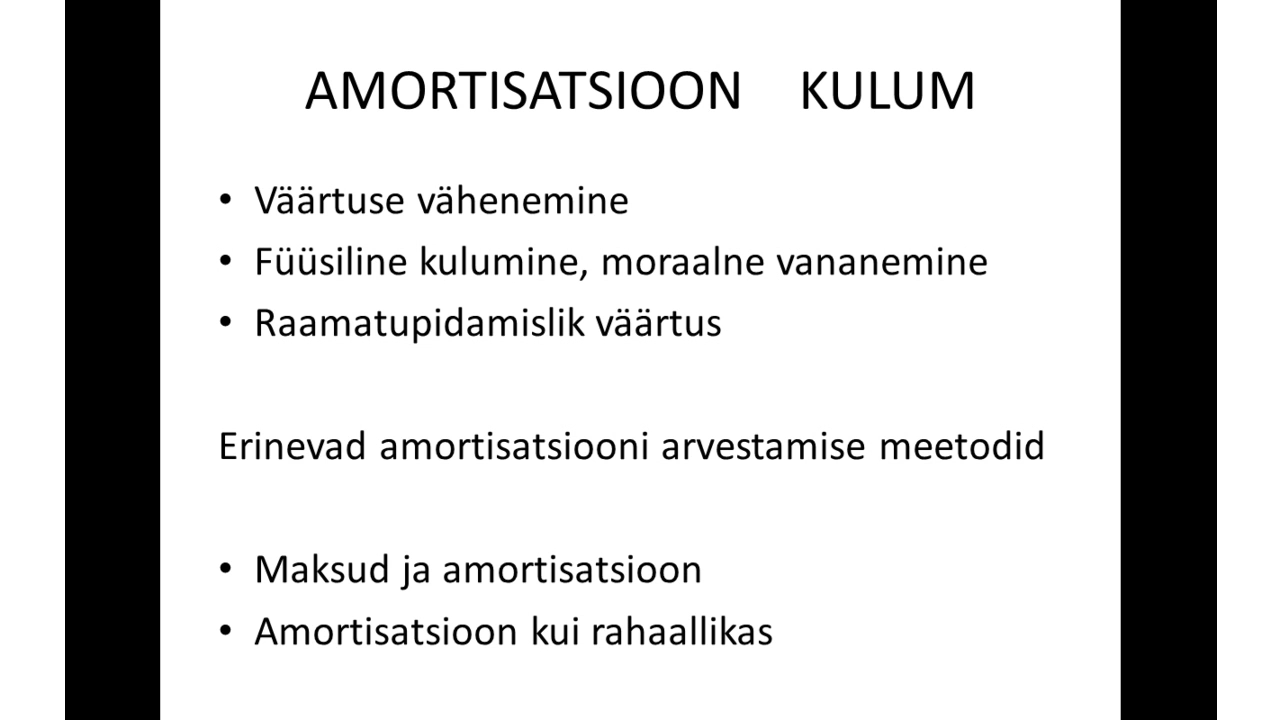 AMORTISATSIOON KULUM
• Väärtuse vähenemine
• Füüsiline kulumine, moraalne vananemine
• Raamatupidamislik väärtus
Erinevad amortisatsiooni arvestamise meetodid
• Maksud ja amortisatsioon
• Amortisatsioon kui rahaallikas